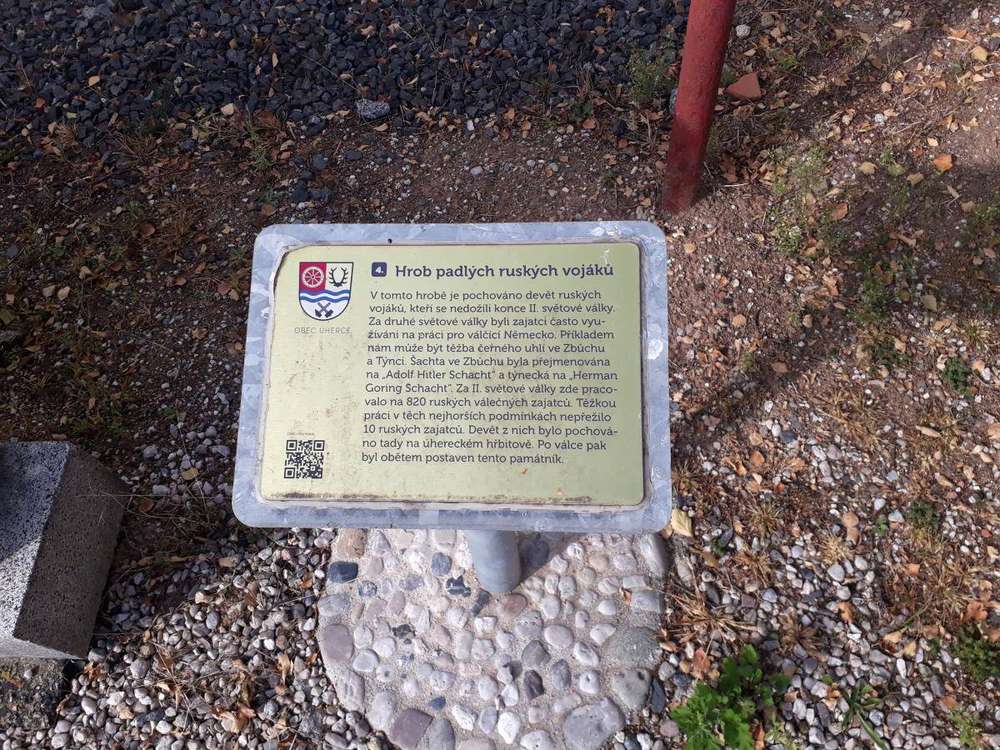 4. Hrob padlých ruských vojáků
V tomto hrobě je pochováno devět ruských
vojáků, kteří se nedožili konce II. světové války.
Za druhé světové války byli zajatci často vyu-
žíváni na práci pro válčící Německo. Příkladem
nám může být těžba černého uhlí ve Zbůchu
a Týnci. Šachta ve Zbůchu byla přejmenována
na „Adolf Hitler Schacht“ a týnecká na „Herman
Goring Schacht“. Za II. světové války zde praco-
valo na 820 ruských válečných zajatců. Těžkou
práci v těch nejhorších podmínkách nepřežilo
10 ruských zajatců. Devět z nich bylo pochová-
no tady na úhereckém hřbitově. Po válce pak
byl obětem postaven tento památník.
OBEC ÚHERCE